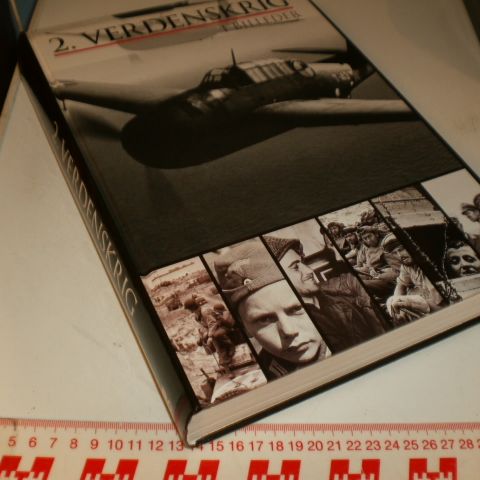 2. VERDENSKRIG
I BILLEDER
2. VERDENSKRIG
5 6 7 8 9 10 11 12 13 14 15 16 17 18 19 20 21 22 23 24 25 26 27 28